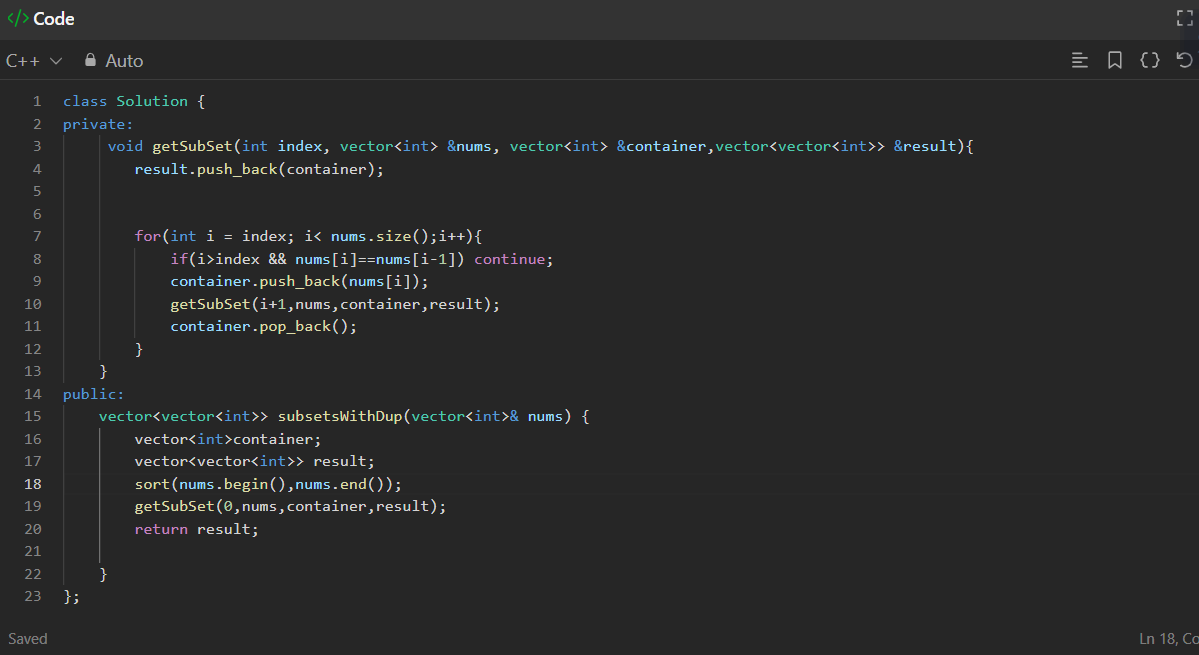 </> Code
C++ Auto
1 class Solution {
2 private:
3 void getSubSet(int index, vector<int> &nums, vector<int> &container,vector<vector<int>> &result){
4 result.push_back(container);
5
6
7 for(int i = index; i< nums.size();i++){
8 if(i>index && nums[i]==nums[i-1]) continue;
9 container.push_back(nums[i]);
10 getSubSet(i+1,nums,container,result);
11 container.pop_back();
12 }
13 }
14 public:
15 vector<vector<int>> subsetsWithDup(vector<int>& nums) {
16 vector<int>container;
17 vector<vector<int>> result;
18 sort(nums.begin(),nums.end());
19 getSubSet(0,nums,container,result);
20 return result;
21
22 }
23 };
Saved Ln 18, Co